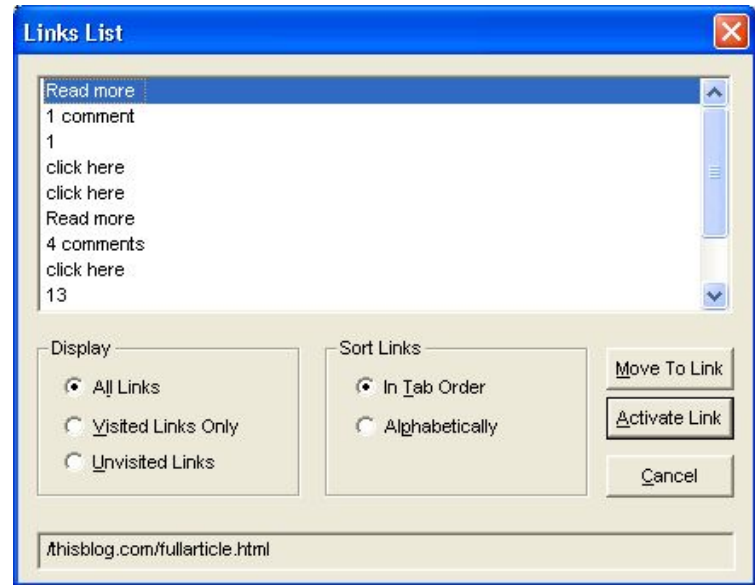 Links List
Read more
1 comment
1
click here
click here
Read more
4 comments
click here
13
Display
All Links
Visited Links Only
Unvisited Links
Sort Links
In Tab Order
Alphabetically
Move To Link
Activate Link
Cancel
/thisblog.com/fullarticle.html